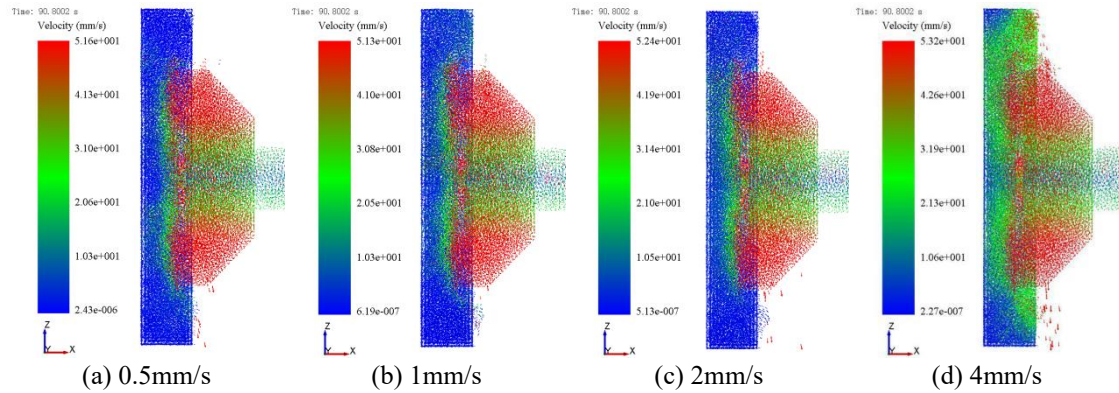 Time: 90.8002 s
Velocity (mm/s)
5.16e+001
4.13e+001
3.10e+001
2.06e+001
1.03e+001
2.43e-006
Z
Y
X
(a) 0.5mm/s
Time: 90.8002 s
Velocity (mm/s)
5.13e+001
4.10e+001
3.08e+001
2.05e+001
1.03e+001
6.19e-007
Z
Y
X
(b) 1mm/s
Time: 90.8002 s
Velocity (mm/s)
5.24e+001
4.19e+001
3.14e+001
2.10e+001
1.05e+001
5.13e-007
Z
Y
X
(c) 2mm/s
Time: 90.8002 s
Velocity (mm/s)
5.32e+001
4.26e+001
3.19e+001
2.13e+001
1.06e+001
2.27e-007
Z
Y
X
(d) 4mm/s